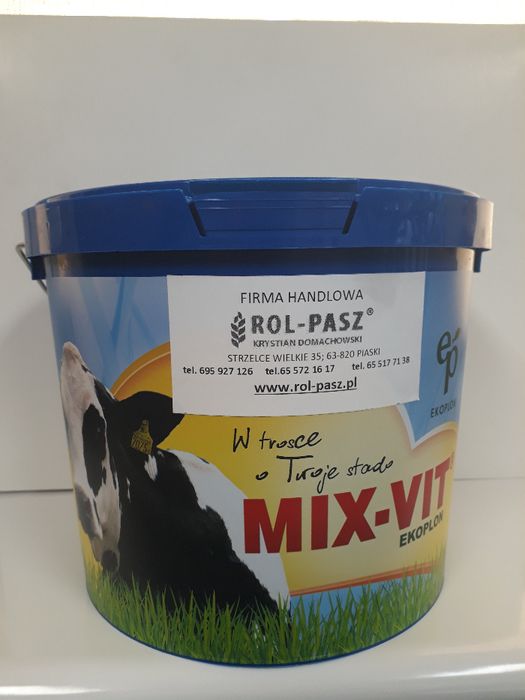 FIRMA HANDLOWA
ROL-PASZ®
KRYSTIAN DOMACHOWSKI
STRZELCE WIELKIE 35; 63-820 PIASKI
tel. 695 927 126 tel.65 572 16 17 tel. 65 517 71 38
www.rol-pasz.pl
ep
EKOPLON
W trosce
o Twoje stado
MIX-VIT®
EKOPLON